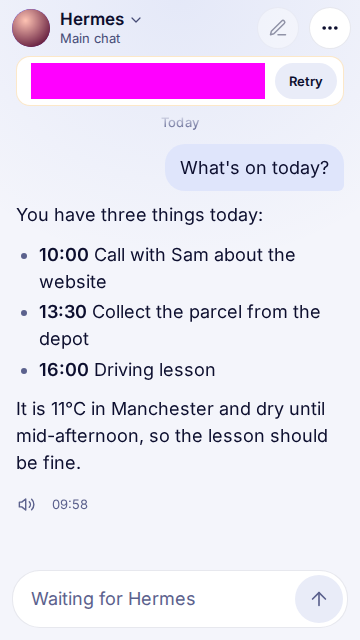 Hermes
Main chat
Retry
Today
What's on today?
You have three things today:
• 10:00 Call with Sam about the
website
• 13:30 Collect the parcel from the
depot
• 16:00 Driving lesson
It is 11°C in Manchester and dry until
mid-afternoon, so the lesson should
be fine.
09:58
Waiting for Hermes